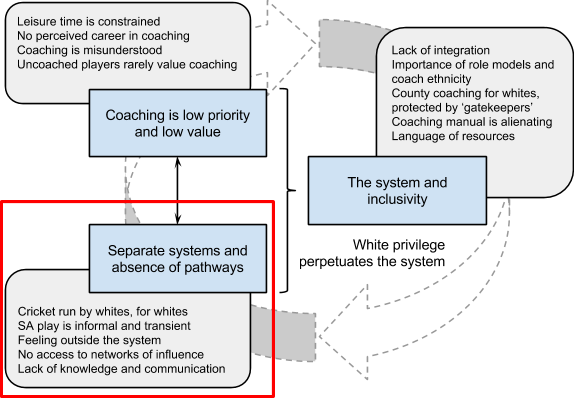 Leisure time is constrained
No perceived career in coaching
Coaching is misunderstood
Uncoached players rarely value coaching
Coaching is low priority
and low value
Lack of integration
Importance of role models and
coach ethnicity
County coaching for whites,
protected by ‘gatekeepers’
Coaching manual is alienating
Language of resources
The system and
inclusivity
White privilege
perpetuates the system
Separate systems and
absence of pathways
Cricket run by whites, for whites
SA play is informal and transient
Feeling outside the system
No access to networks of influence
Lack of knowledge and communication